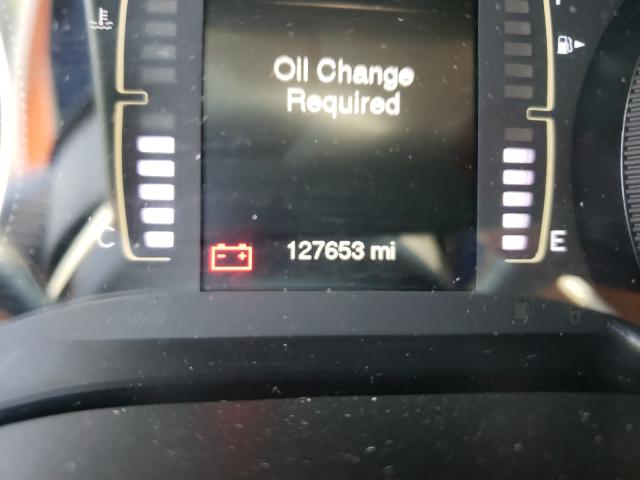 Oil Change
Required
C
E
127653 mi